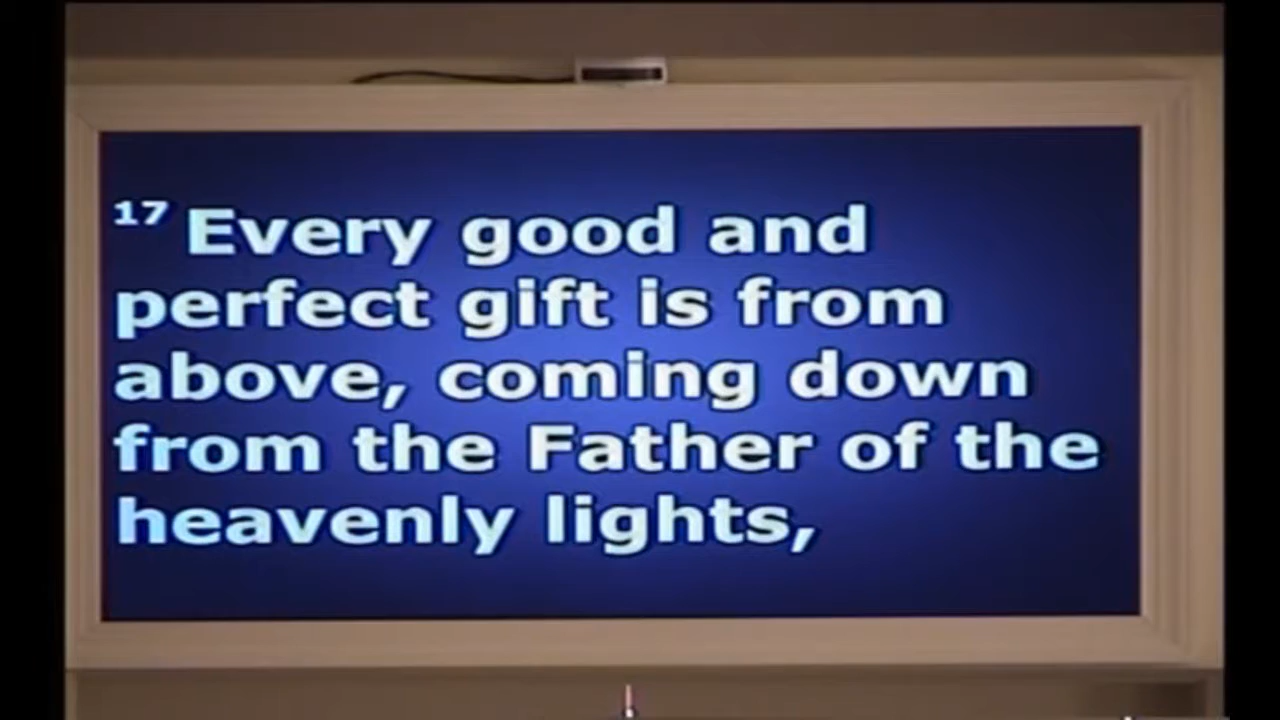 17 Every good and
perfect gift is from
above, coming down
from the Father of the
heavenly lights,